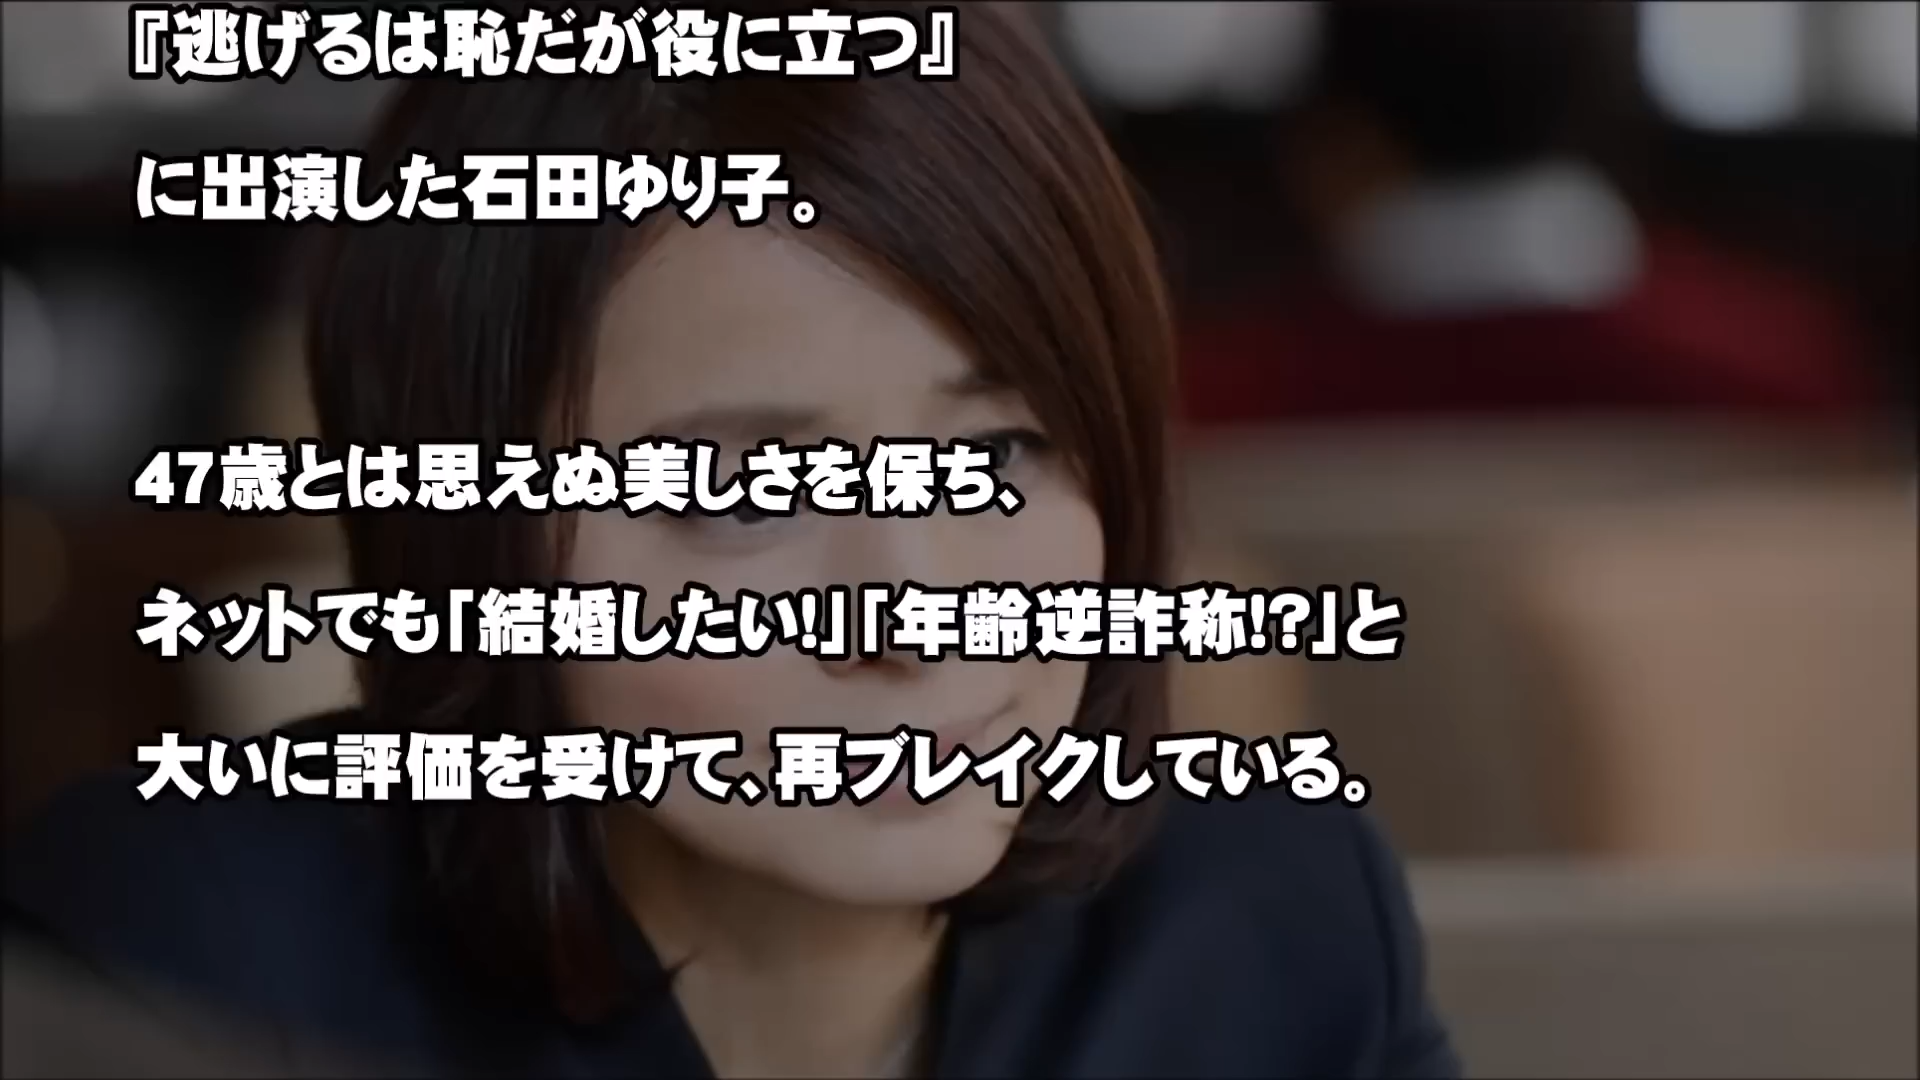 『逃げるは恥だが役に立つ』
に出演した石田ゆり子。
47歳とは思えぬ美しさを保ち、
ネットでも「結婚したい!」「年齢逆詐称!?」と
大いに評価を受けて、再ブレイクしている。